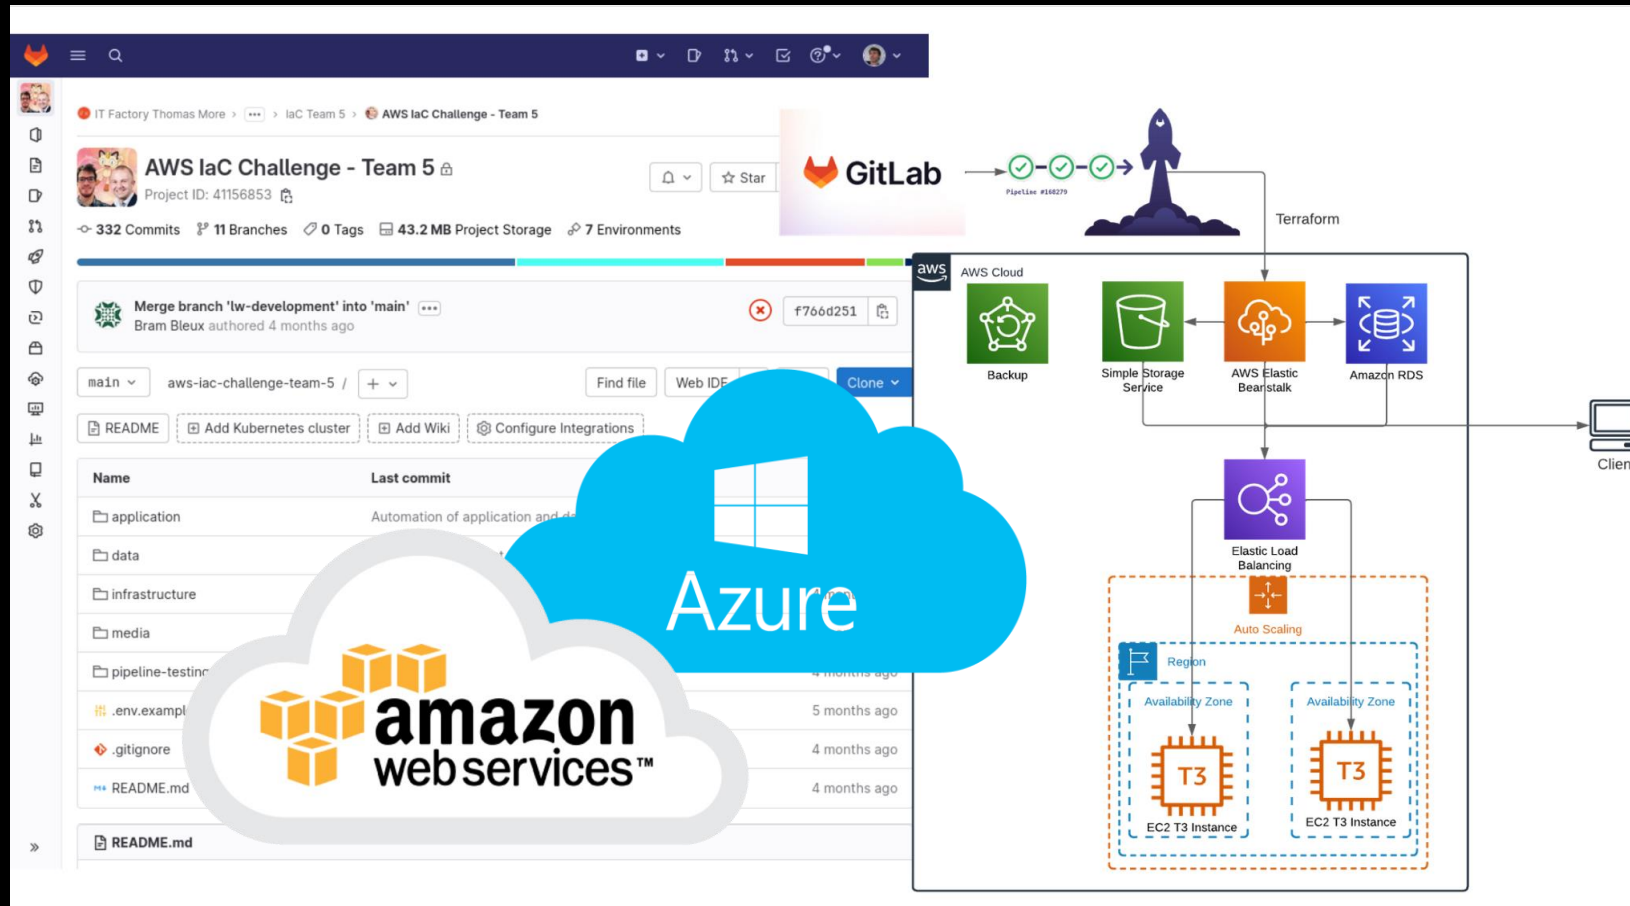 IT Factory Thomas More > ... > IaC Team 5 > AWS IaC Challenge - Team 5
AWS IaC Challenge - Team 5
Project ID: 41156853
Star
332 Commits 11 Branches 0 Tags 43.2 MB Project Storage 7 Environments
Merge branch 'lw-development' into 'main' ...
Bram Bleux authored 4 months ago
f766d251
main aws-iac-challenge-team-5 / + Find file Web IDE Clone
README Add Kubernetes cluster Add Wiki Configure Integrations
Name Last commit
application Automation of application and
data
infrastructure
media
pipeline-testing
4 months ago
.env.exampl
5 months ago
.gitignore
4 months ago
README.md
4 months ago
README.md
Azure
amazon
web services™
GitLab
Pipeline #168279
Terraform
aws AWS Cloud
Backup
Simple Storage
Service
AWS Elastic
Beanstalk
Amazon RDS
Clien
Elastic Load
Balancing
Auto Scaling
Region
Availability Zone
Availability Zone
T3
T3
EC2 T3 Instance
EC2 T3 Instance